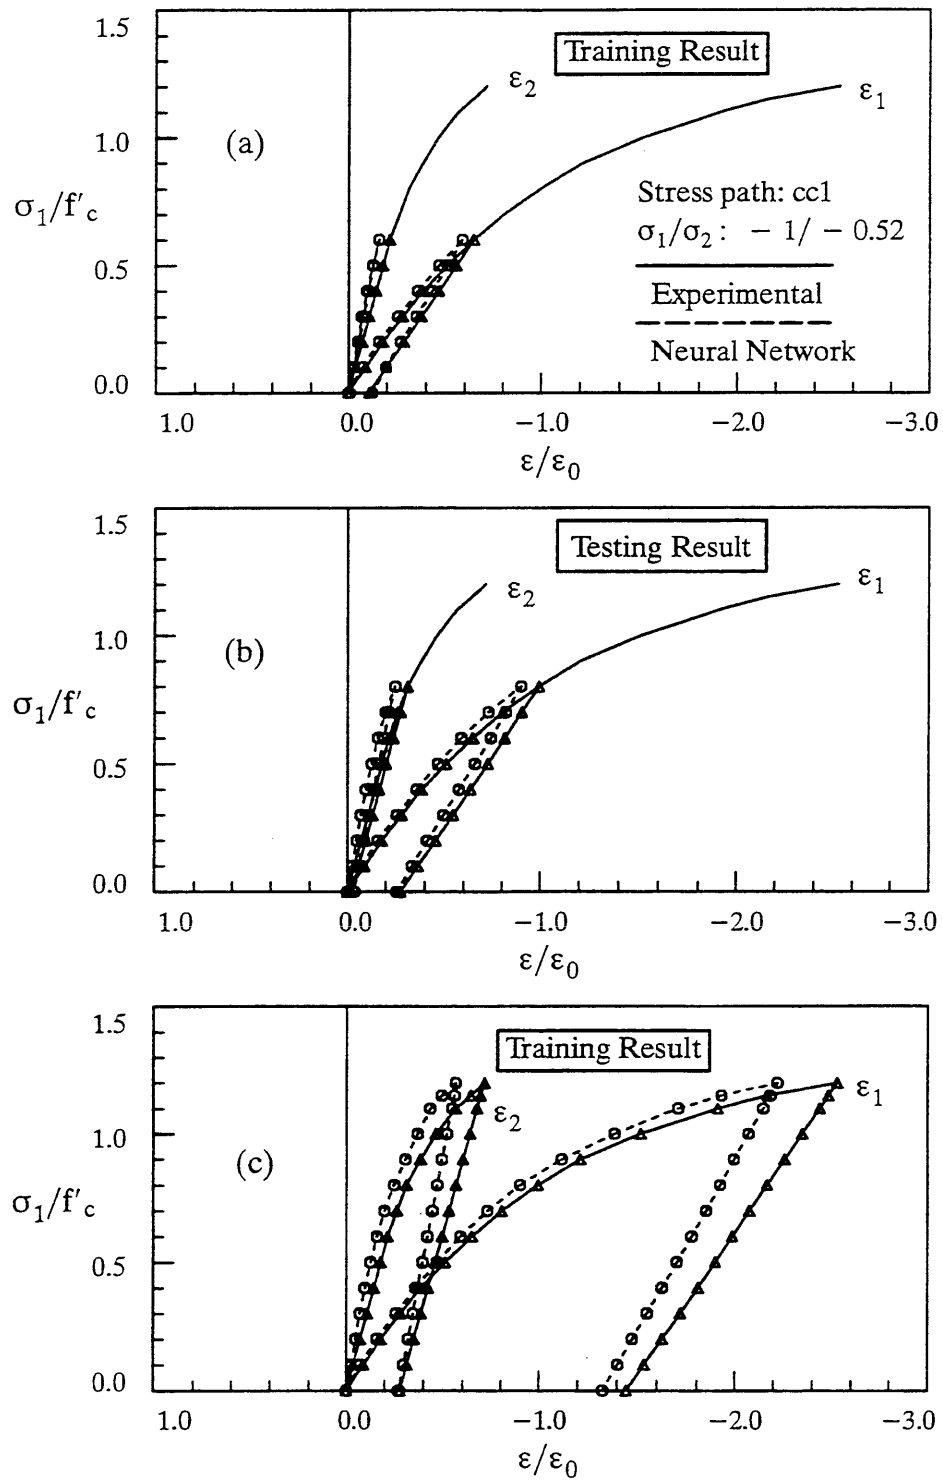 1.5
Training Result
ε2
ε1
(a)
1.0
Stress path: cc1
σ1/f′c
σ1/σ2 : − 1/ − 0.52
0.5
Experimental
Neural Network
0.0
1.0 0.0 −1.0 −2.0 −3.0
ε/ε0
1.5
Testing Result
ε2
ε1
1.0
(b)
σ1/f′c
0.5
0.0
1.0 0.0 −1.0 −2.0 −3.0
ε/ε0
1.5
Training Result
ε1
ε2
1.0
(c)
σ1/f′c
0.5
0.0
1.0 0.0 −1.0 −2.0 −3.0
ε/ε0